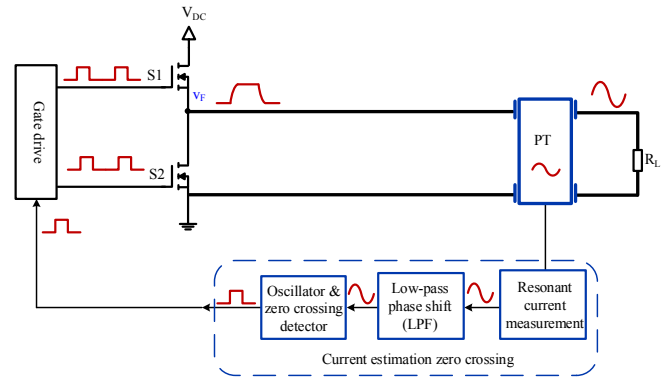 V_DC
S1
v_F
Gate drive
PT
R_L
S2
Oscillator &
zero crossing
detector
Low-pass
phase shift
(LPF)
Resonant
current
measurement
Current estimation zero crossing